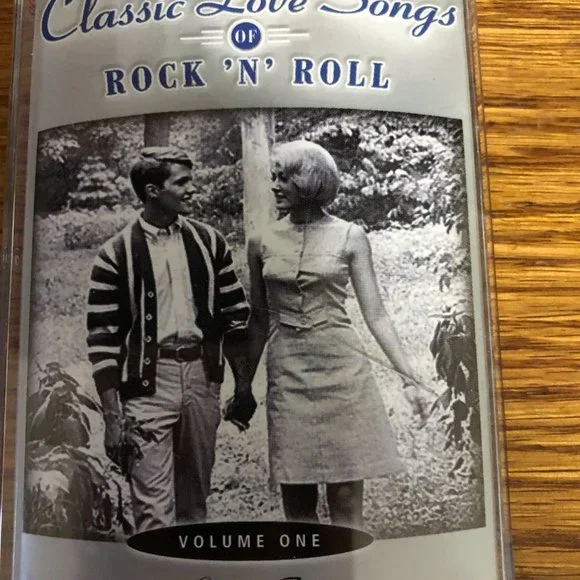 Classic Love Songs
OF
ROCK 'N' ROLL
VOLUME ONE